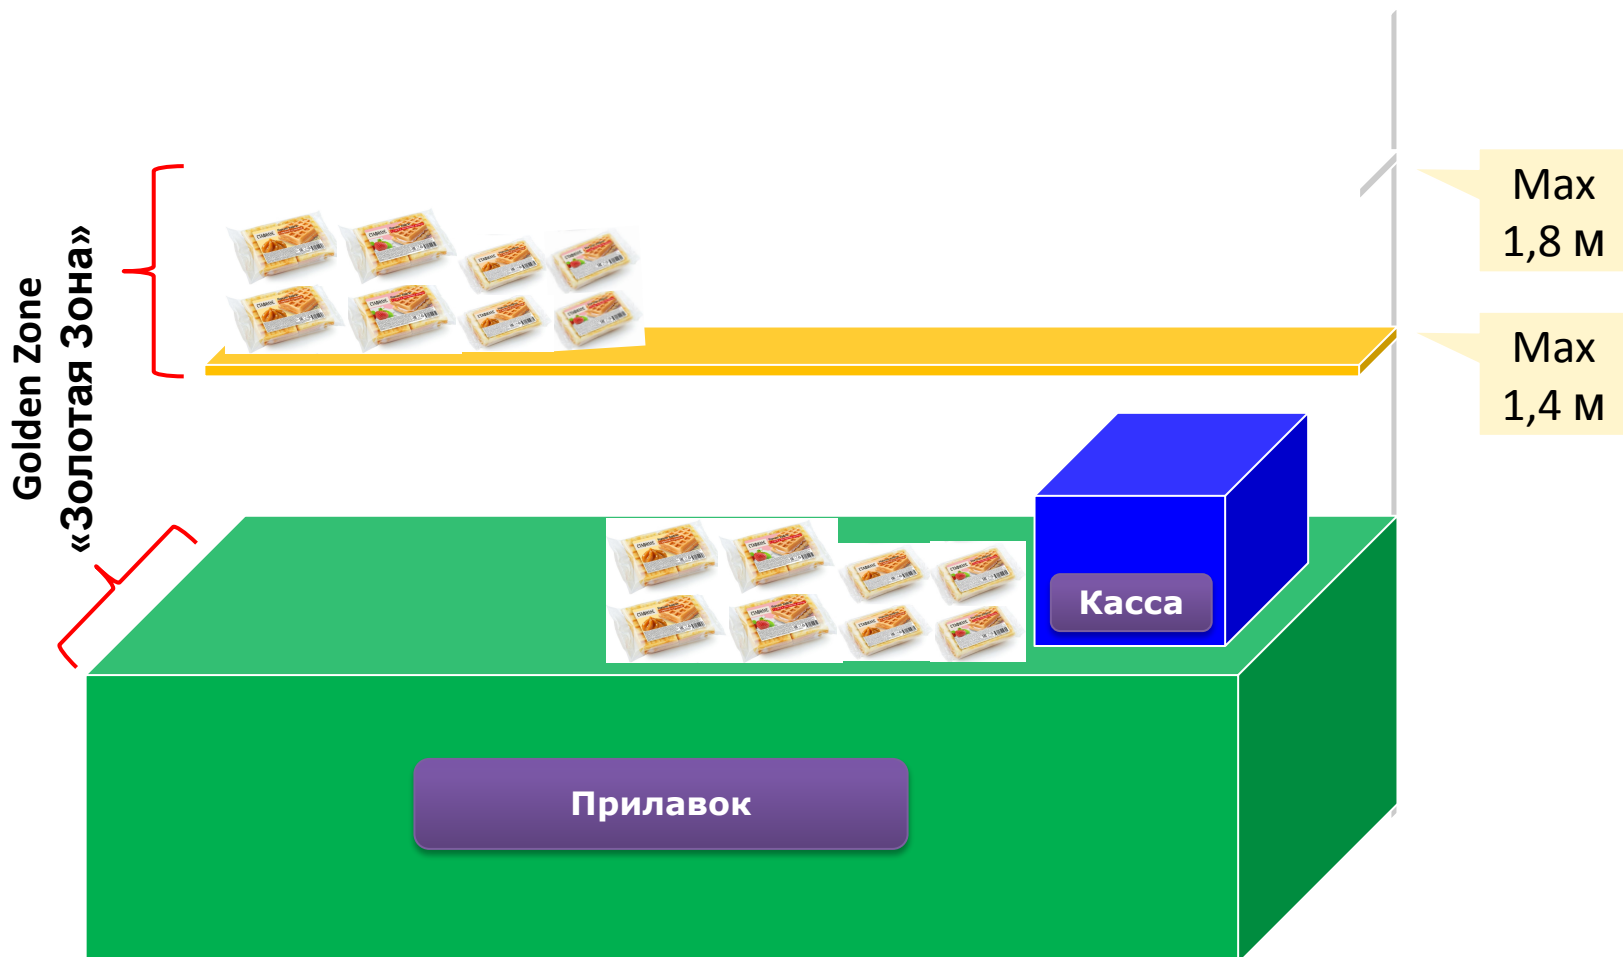 Golden Zone
«Золотая Зона»
Max
1,8 м
Max
1,4 м
Касса
Прилавок